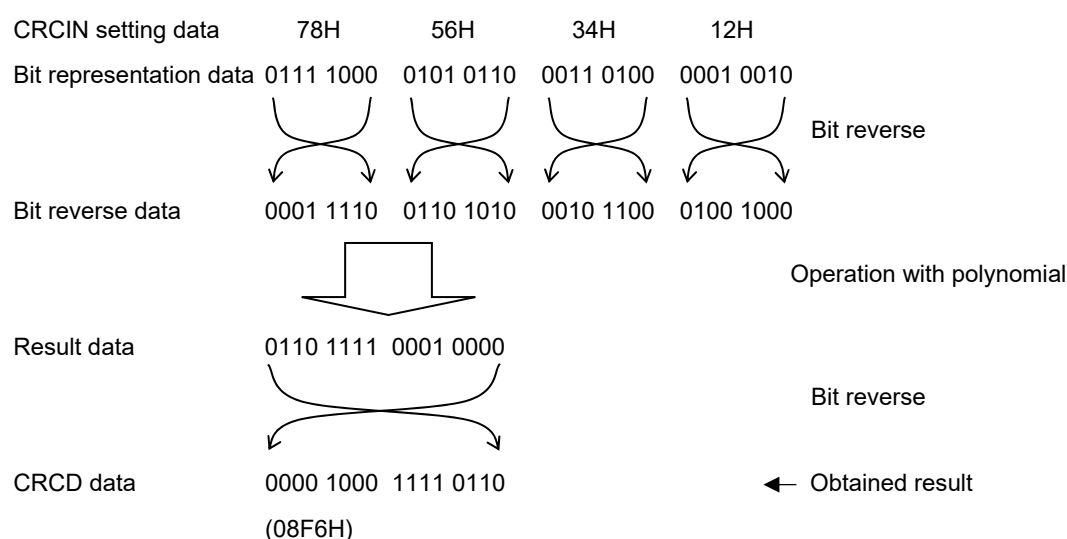 CRCIN setting data 78H 56H 34H 12H
Bit representation data 0111 1000 0101 0110 0011 0100 0001 0010
Bit reverse
Bit reverse data 0001 1110 0110 1010 0010 1100 0100 1000
Operation with polynomial
Result data 0110 1111 0001 0000
Bit reverse
CRCD data 0000 1000 1111 0110 Obtained result
(08F6H)